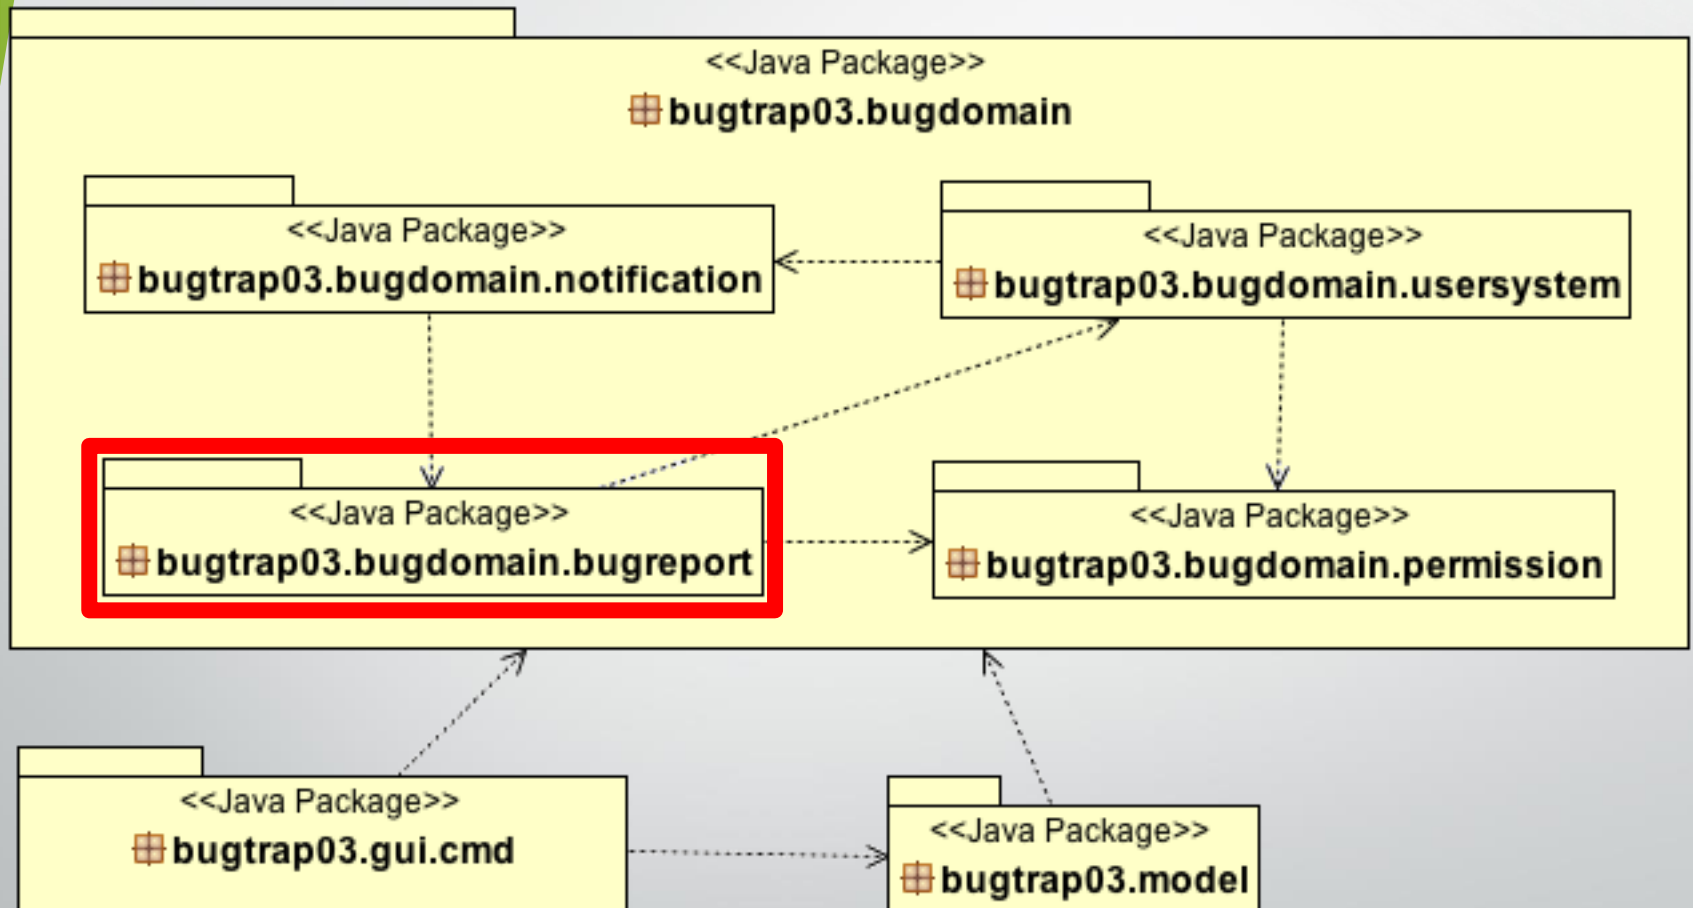 <<Java Package>>
bugtrap03.bugdomain
<<Java Package>>
bugtrap03.bugdomain.notification
<<Java Package>>
bugtrap03.bugdomain.usersystem
<<Java Package>>
bugtrap03.bugdomain.bugreport
<<Java Package>>
bugtrap03.bugdomain.permission
<<Java Package>>
bugtrap03.gui.cmd
<<Java Package>>
bugtrap03.model